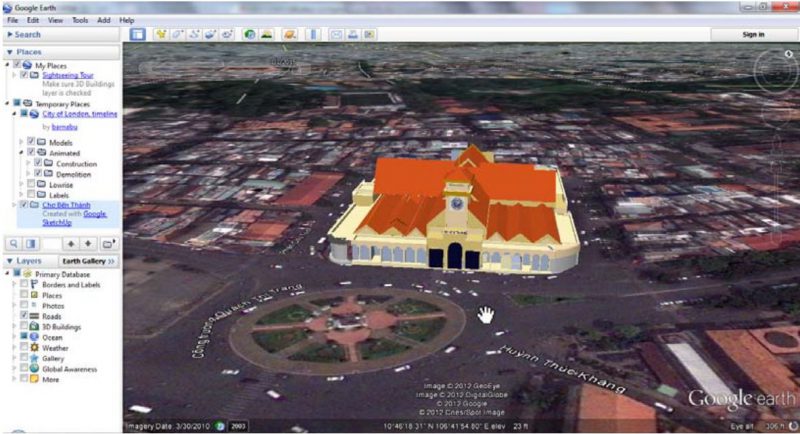 Google Earth
File Edit View Tools Add Help
Search
Sign in
Places
My Places
Sightseeing Tour
Make sure 3D Buildings
layer is checked
Temporary Places
City of London, timeline
by barnabu
Models
Animated
Construction
Demolition
Lowrise
Labels
Cho Bến Thành
Created with Google
SketchUp
Layers
Earth Gallery >>
Primary Database
Borders and Labels
Places
Photos
Roads
3D Buildings
Ocean
Weather
Gallery
Global Awareness
More
Công trường Quách Thị Trang
Huỳnh Thúc Kháng
Image © 2012 GeoEye
Image © 2012 DigitalGlobe
© 2012 Google
© 2012 Cnes/Spot Image
Google earth
Imagery Date: 3/30/2010
2003
10°46'18.31" N 106°41'54.80" E elev 23 ft
Eye alt 306 ft